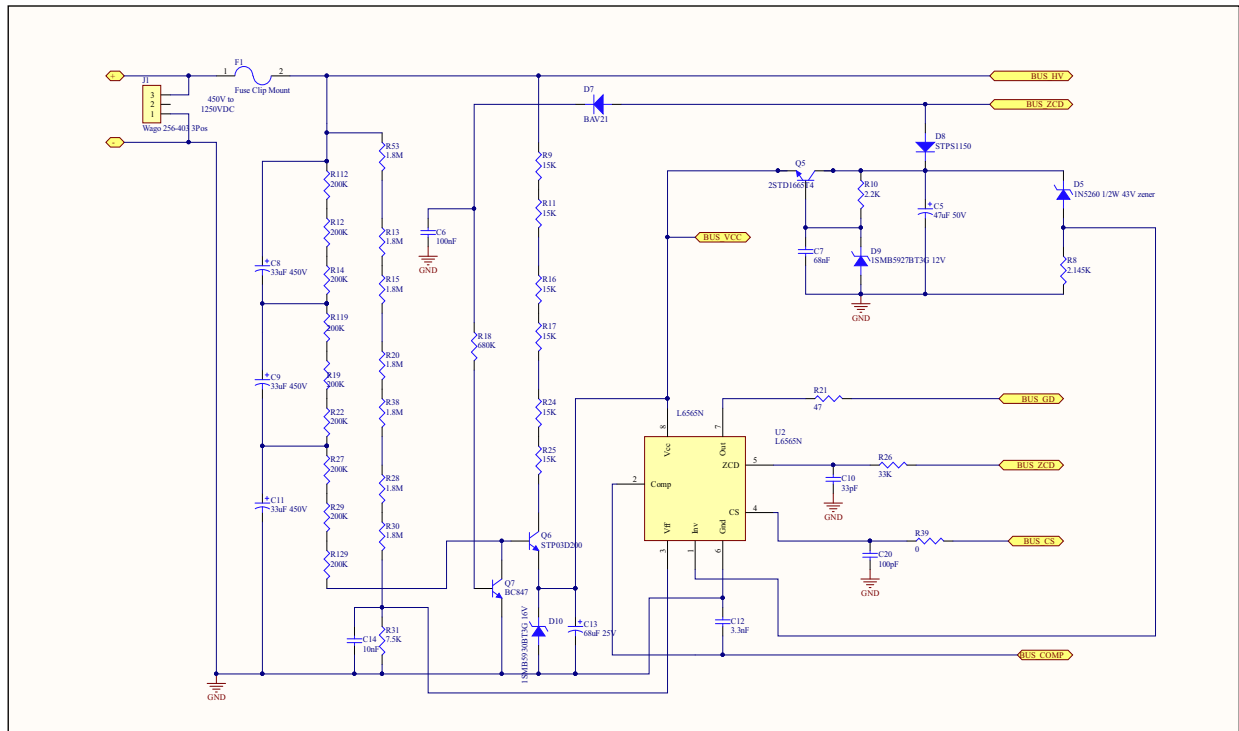 F1
1
2
Fuse Clip Mount
450V to
1250VDC
+
J1
3
2
1
Wago 256-403 3Pos
-
BUS_HV
D7
BAV21
BUS_ZCD
D8
STPS1150
R53
1.8M
R9
15K
Q5
2STD1665T4
R10
2.2K
D5
1N5260 1/2W 43V zener
R112
200K
C5
47uF 50V
R11
15K
R12
200K
R13
1.8M
C6
100nF
GND
BUS_VCC
C7
68nF
D9
1SMB5927BT3G 12V
R8
2.145K
C8
33uF 450V
R14
200K
R15
1.8M
R16
15K
GND
R119
200K
R17
15K
R18
680K
R20
1.8M
C9
33uF 450V
R19
200K
R38
1.8M
R24
15K
R21
47
BUS_GD
R22
200K
L6565N
U2
L6565N
8
7
Vcc
Out
R25
15K
R27
200K
ZCD
5
R26
33K
BUS_ZCD
2
Comp
C10
33pF
GND
R28
1.8M
C11
33uF 450V
R29
200K
CS
4
Vff
Inv
Gnd
R30
1.8M
R39
0
BUS_CS
Q6
STP03D200
3
1
6
C20
100pF
GND
R129
200K
Q7
BC847
D10
1SMB5930BT3G 16V
C13
68uF 25V
C12
3.3nF
C14
10nF
R31
7.5K
BUS_COMP
GND